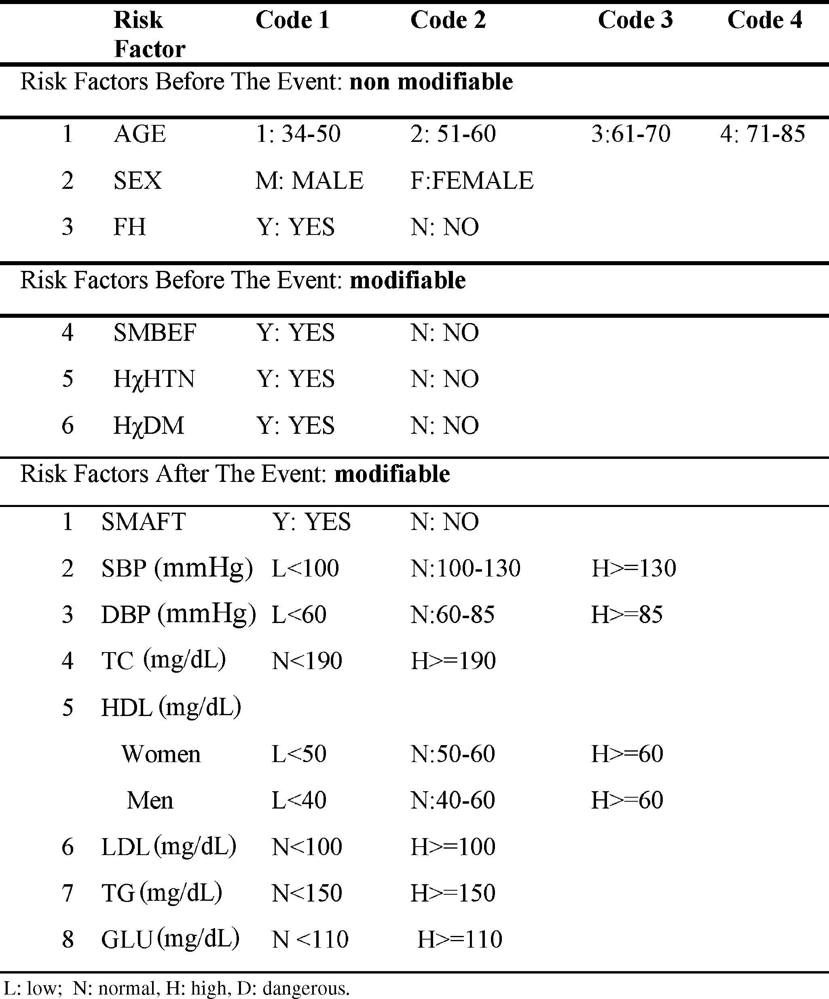 Risk Factor Code 1 Code 2 Code 3 Code 4
Risk Factors Before The Event: non modifiable
1 AGE 1: 34-50 2: 51-60 3:61-70 4: 71-85
2 SEX M: MALE F:FEMALE
3 FH Y: YES N: NO
Risk Factors Before The Event: modifiable
4 SMBEF Y: YES N: NO
5 HχHTN Y: YES N: NO
6 HχDM Y: YES N: NO
Risk Factors After The Event: modifiable
1 SMAFT Y: YES N: NO
2 SBP (mmHg) L<100 N:100-130 H>=130
3 DBP (mmHg) L<60 N:60-85 H>=85
4 TC (mg/dL) N<190 H>=190
5 HDL (mg/dL)
Women L<50 N:50-60 H>=60
Men L<40 N:40-60 H>=60
6 LDL (mg/dL) N<100 H>=100
7 TG (mg/dL) N<150 H>=150
8 GLU (mg/dL) N <110 H>=110
L: low; N: normal, H: high, D: dangerous.